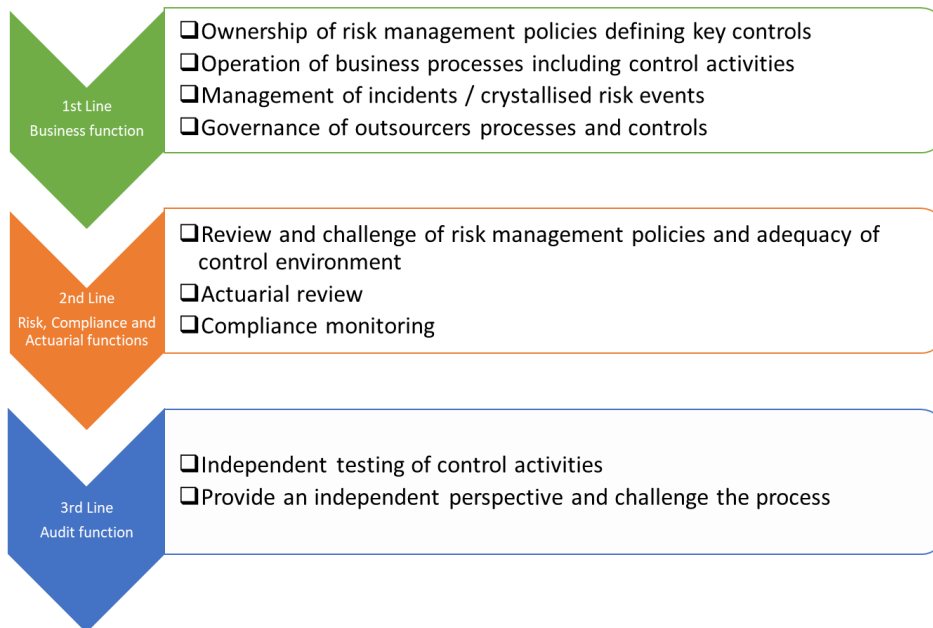 1st Line
Business function
❑Ownership of risk management policies defining key controls
❑Operation of business processes including control activities
❑Management of incidents / crystallised risk events
❑Governance of outsourcers processes and controls
2nd Line
Risk, Compliance and
Actuarial functions
❑Review and challenge of risk management policies and adequacy of
control environment
❑Actuarial review
❑Compliance monitoring
3rd Line
Audit function
❑Independent testing of control activities
❑Provide an independent perspective and challenge the process